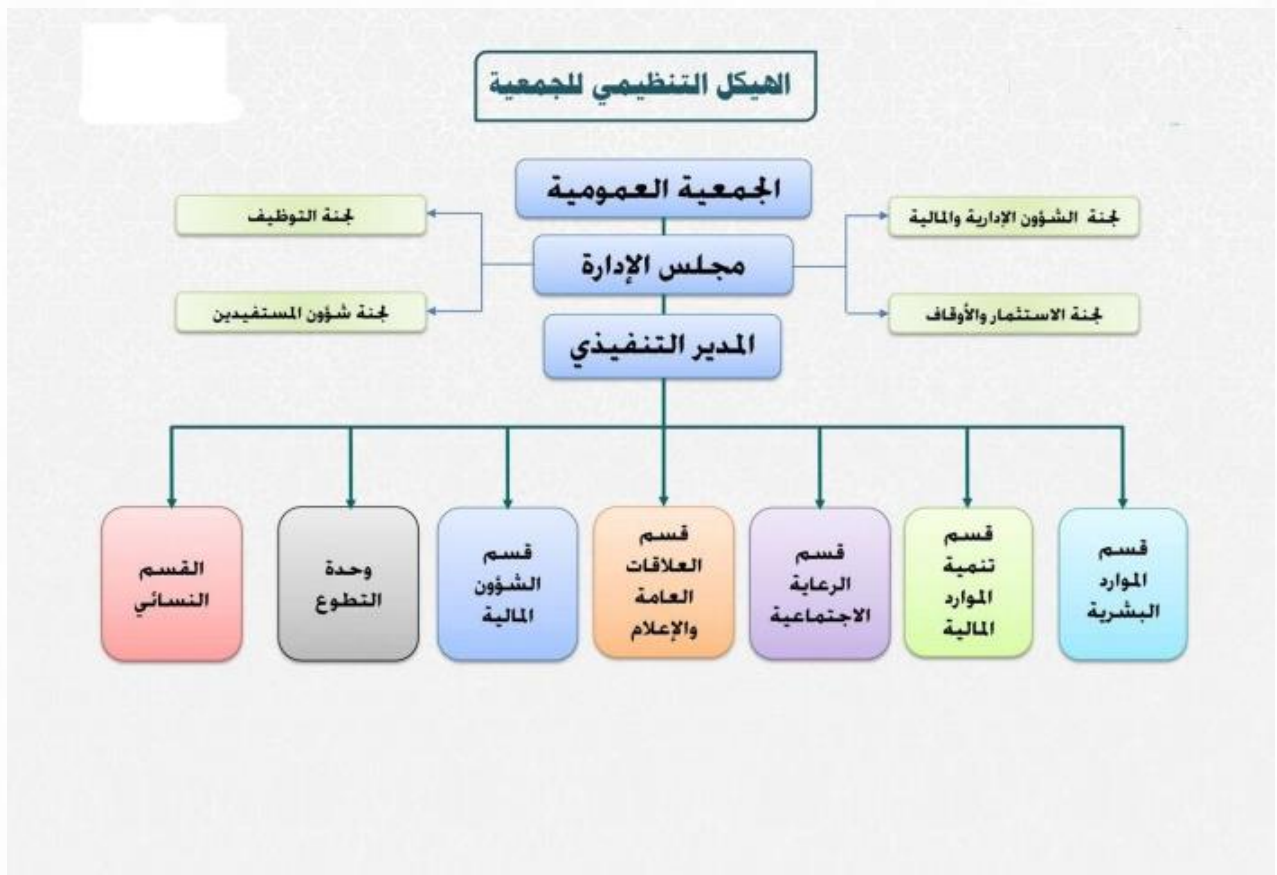 الهيكل التنظيمي للجمعية
الجمعية العمومية
لجنة الشؤون الإدارية والمالية
لجنة التوظيف
مجلس الإدارة
لجنة الاستثمار والأوقاف
لجنة شؤون المستفيدين
المدير التنفيذي
قسم
الموارد
البشرية
قسم
تنمية
الموارد
المالية
قسم
الرعاية
الاجتماعية
قسم
العلاقات
العامة
والإعلام
قسم
الشؤون
المالية
وحدة
التطوع
القسم
النسائي